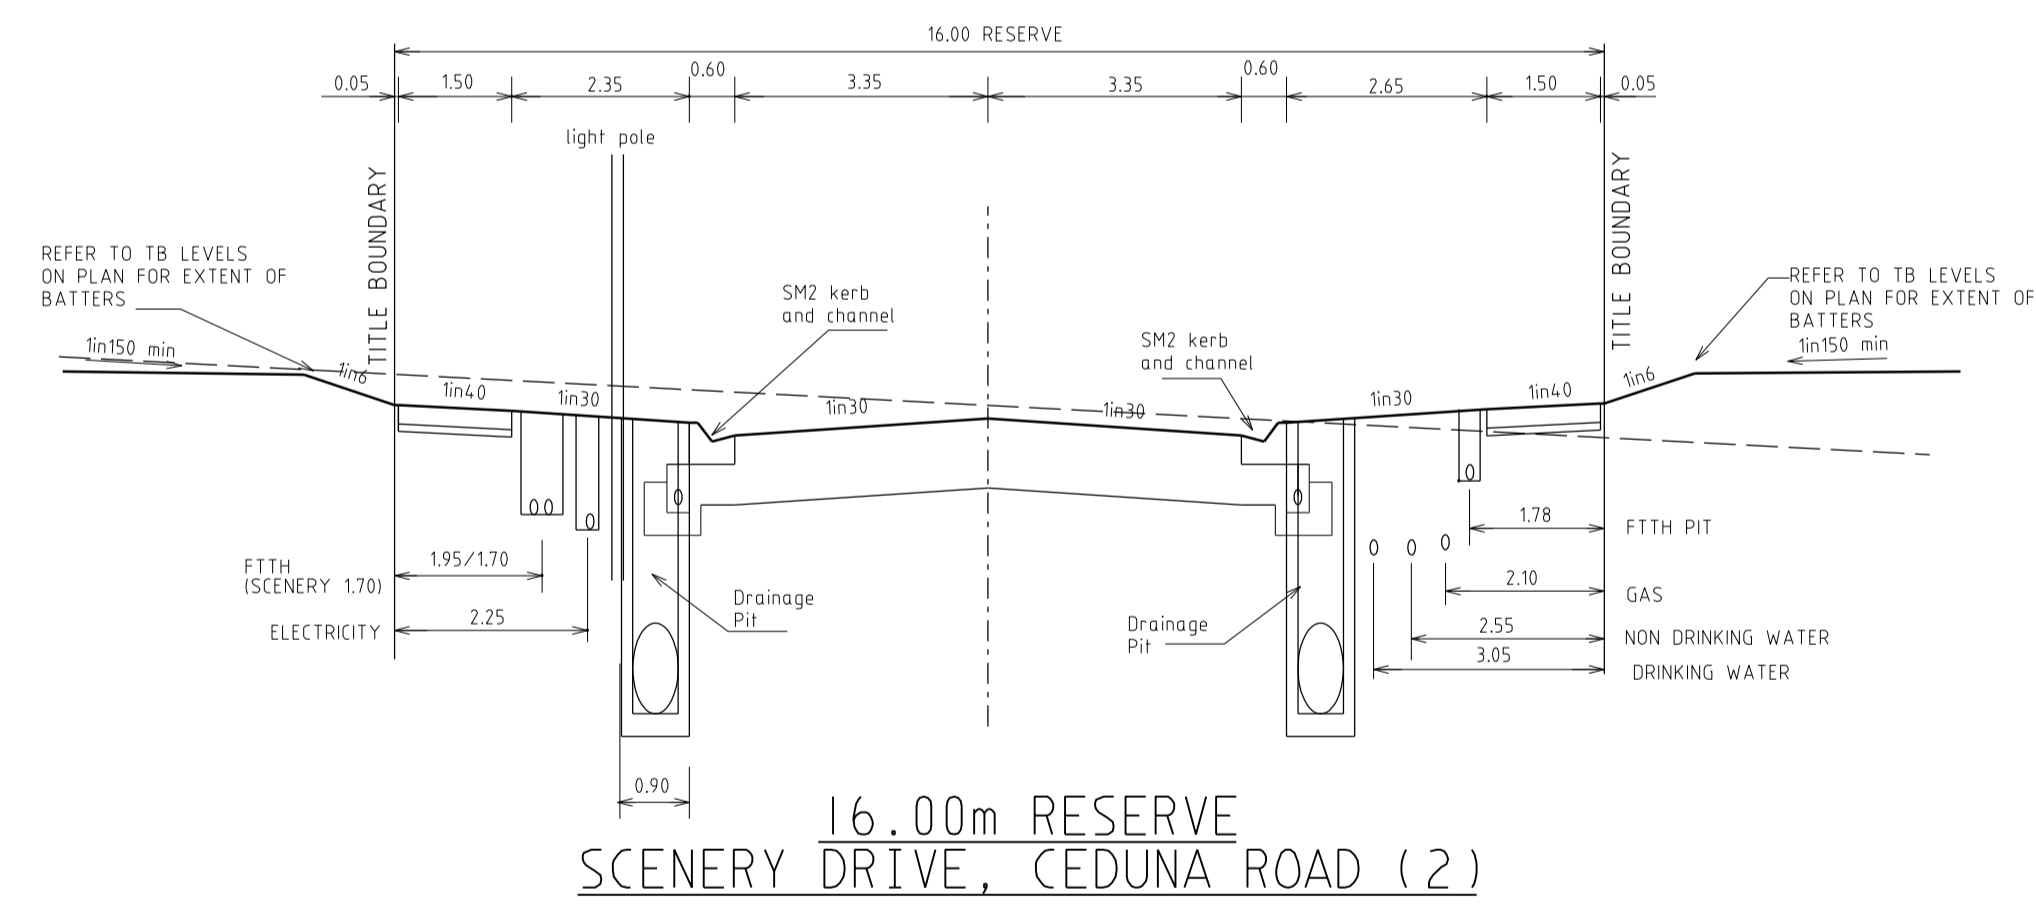 16.00 RESERVE
0.05
1.50
2.35
0.60
3.35
3.35
0.60
2.65
1.50
0.05
light pole
TITLE BOUNDARY
TITLE BOUNDARY
REFER TO TB LEVELS
ON PLAN FOR EXTENT OF
BATTERS
1in150 min
1in6
1in40
1in30
SM2 kerb
and channel
1in30
1in30
SM2 kerb
and channel
1in30
1in40
1in6
REFER TO TB LEVELS
ON PLAN FOR EXTENT OF
BATTERS
1in150 min
FTTH
(SCENERY 1.70)
1.95/1.70
ELECTRICITY
2.25
Drainage
Pit
Drainage
Pit
1.78
FTTH PIT
2.10
GAS
2.55
NON DRINKING WATER
3.05
DRINKING WATER
0.90
16.00m RESERVE
SCENERY DRIVE, CEDUNA ROAD (2)